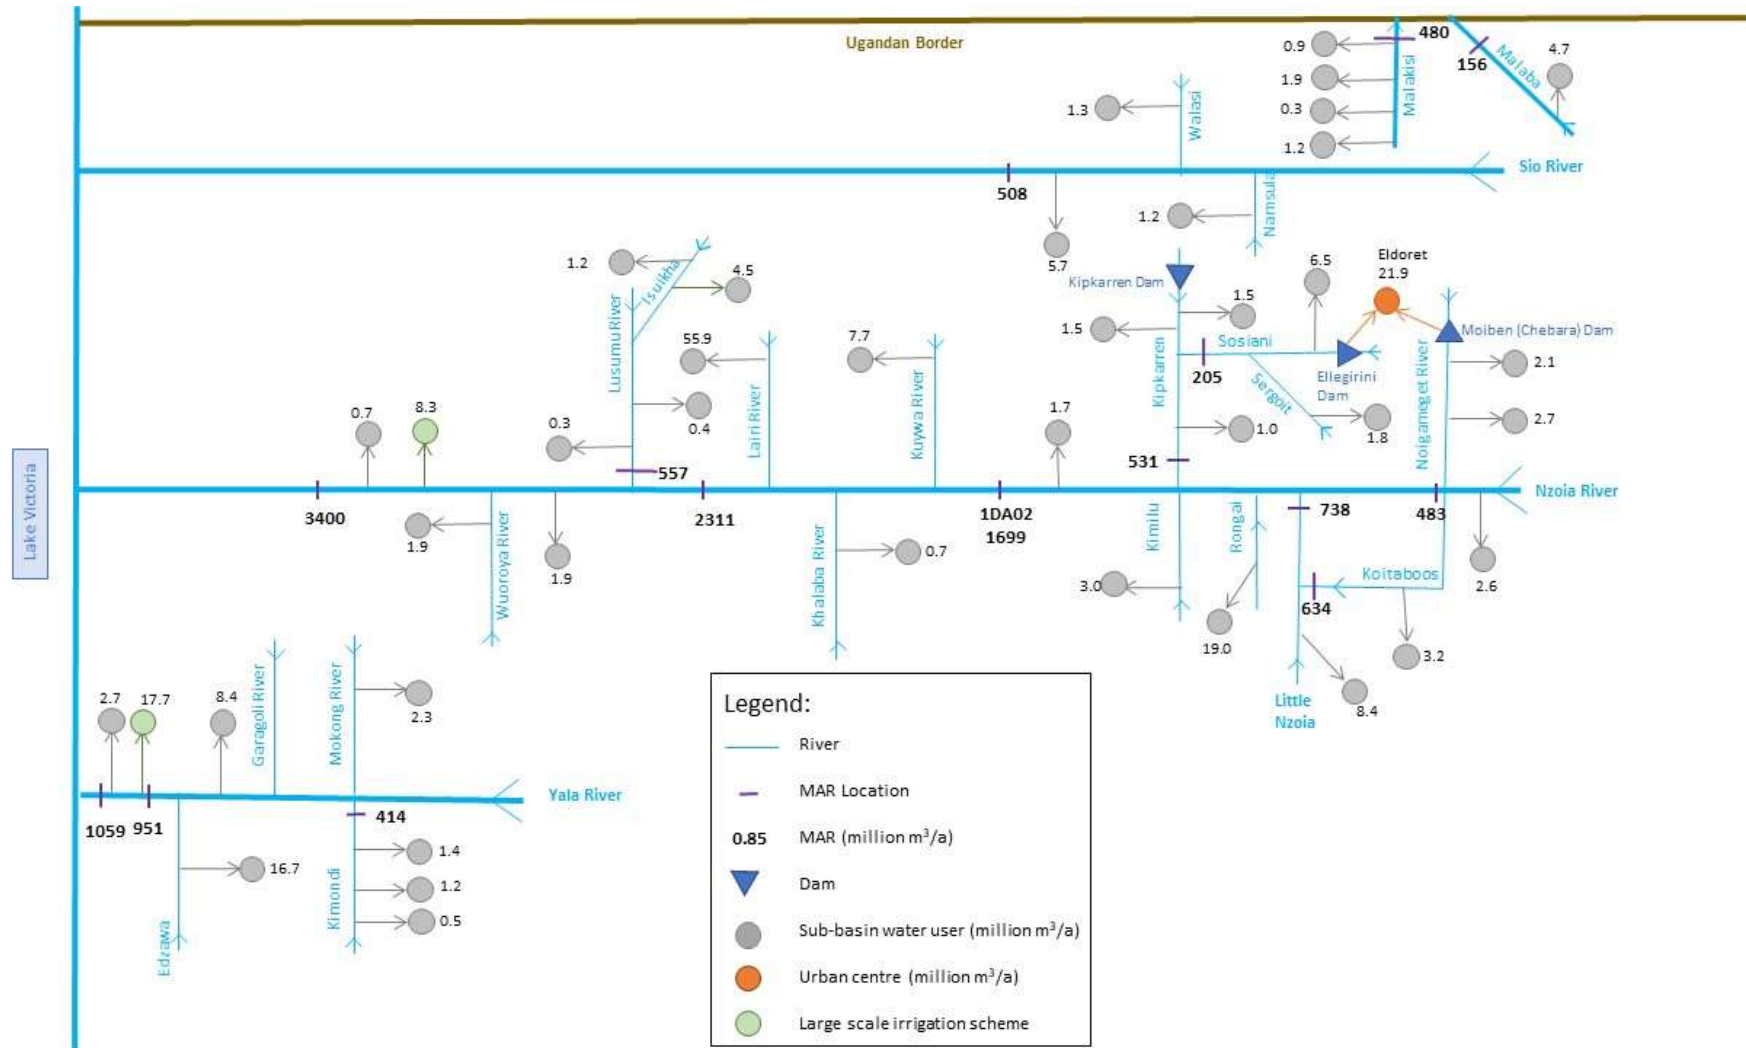 Ugandan Border
480
156
Malaba
4.7
0.9
1.9
0.3
1.2
Malakisi
1.3
Walasi
Sio River
508
5.7
1.2
Namsula
1.2
Isuikha
4.5
Lusumu River
Kipkarren Dam
1.5
1.5
6.5
Eldoret
21.9
Moiben (Chebara) Dam
Sosiani
205
Ellegirini
Dam
Sergoit
1.8
Noigameget River
2.1
2.7
Kipkarren
1.0
531
55.9
0.4
0.3
557
Lairi River
7.7
Kuywa River
1.7
0.7
8.3
Lake Victoria
3400
2311
1DA02
1699
738
483
Nzoia River
1.9
Wuoroya River
1.9
Khalaba River
0.7
Kimilu
3.0
Rongai
19.0
634
Koitaboos
2.6
3.2
8.4
Little
Nzoia
2.7
17.7
8.4
Garagoli River
Mokong River
2.3
Yala River
1059
951
414
16.7
Edzawa
Kimondi
1.4
1.2
0.5
Legend:
River
MAR Location
0.85 MAR (million m³/a)
Dam
Sub-basin water user (million m³/a)
Urban centre (million m³/a)
Large scale irrigation scheme